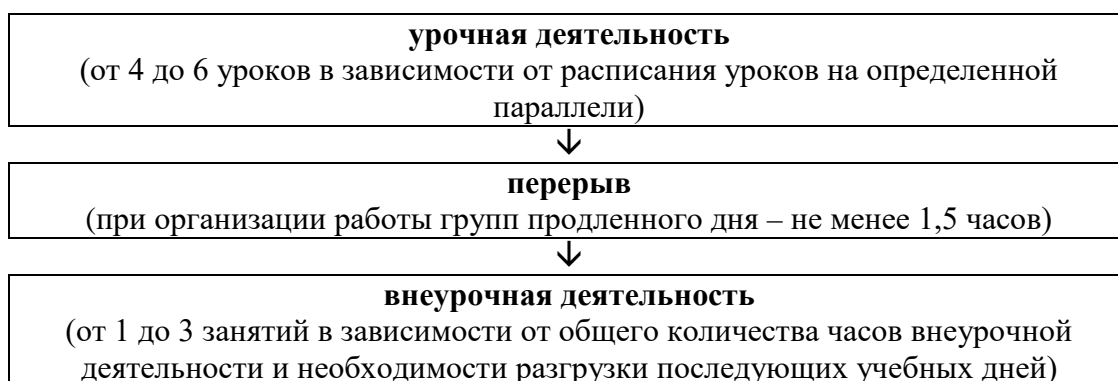 урочная деятельность
(от 4 до 6 уроков в зависимости от расписания уроков на определенной
параллели)
↓
перерыв
(при организации работы групп продленного дня – не менее 1,5 часов)
↓
внеурочная деятельность
(от 1 до 3 занятий в зависимости от общего количества часов внеурочной
деятельности и необходимости разгрузки последующих учебных дней)